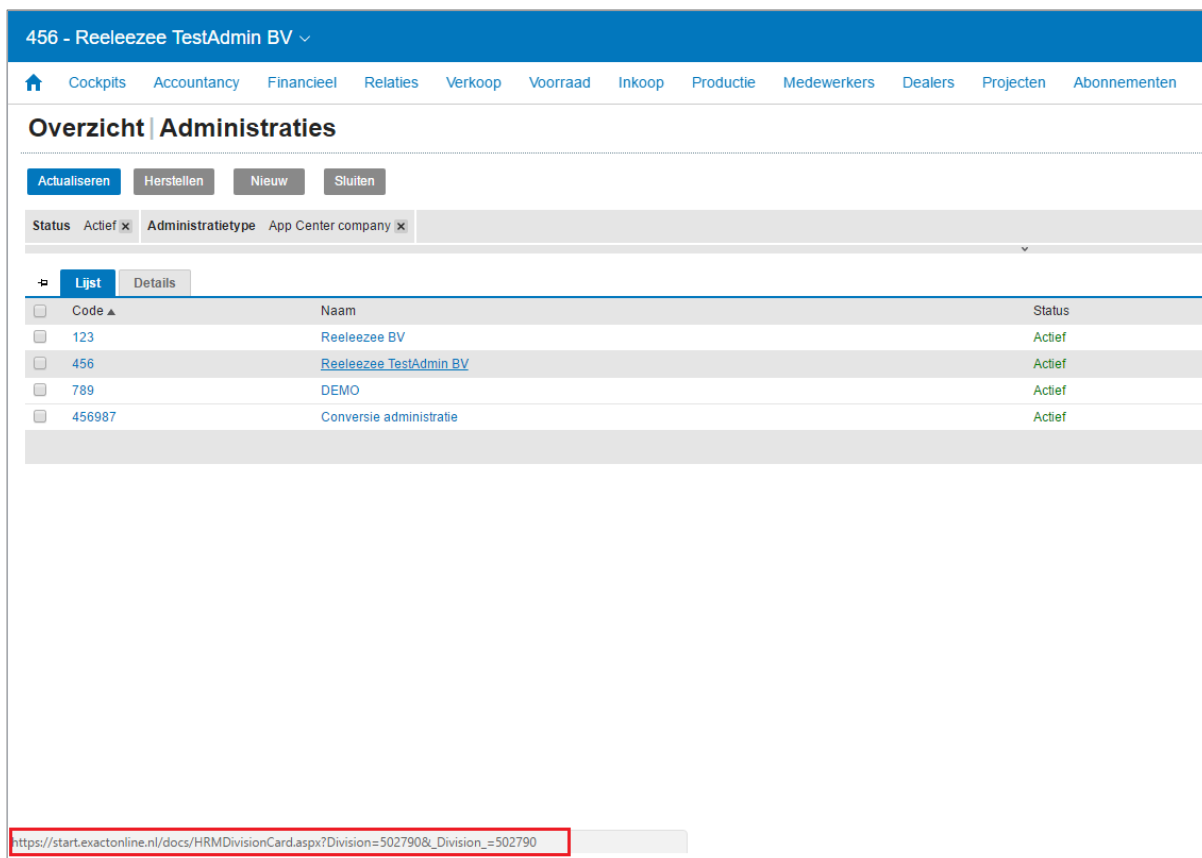 456 - Reeleezee TestAdmin BV
Cockpits Accountancy Financieel Relaties Verkoop Voorraad Inkoop Productie Medewerkers Dealers Projecten Abonnementen
Overzicht | Administraties
Actualiseren Herstellen Nieuw Sluiten
Status Actief x Administratietype App Center company x
Lijst Details
Code Naam Status
123 Reeleezee BV Actief
456 Reeleezee TestAdmin BV Actief
789 DEMO Actief
456987 Conversie administratie Actief
https://start.exactonline.nl/docs/HRMDivisionCard.aspx?Division=502790&_Division_=502790